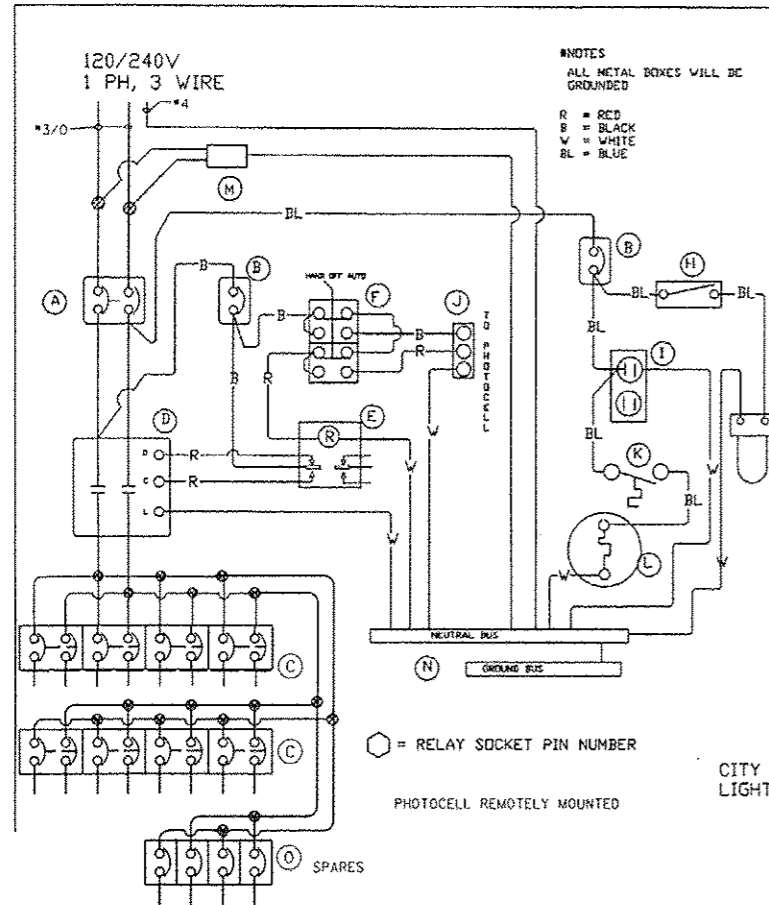 120/240V
1 PH, 3 WIRE
#4
#3/0
#NOTES
ALL METAL BOXES WILL BE
GROUNDED
R = RED
B = BLACK
W = WHITE
BL = BLUE
M
BL
B
H
A
B
B
HAND OFF AUTO
F
J
TO PHOTOCELL
B
B
R
BL
BL
BL
I
R
B
W
D
E
R
R
C
R
L
W
W
K
BL
BL
W
W
L
W
NEUTRAL BUS
N
GROUND BUS
C
C
= RELAY SOCKET PIN NUMBER
CITY
LIGHT
PHOTOCELL REMOTELY MOUNTED
O
SPARES